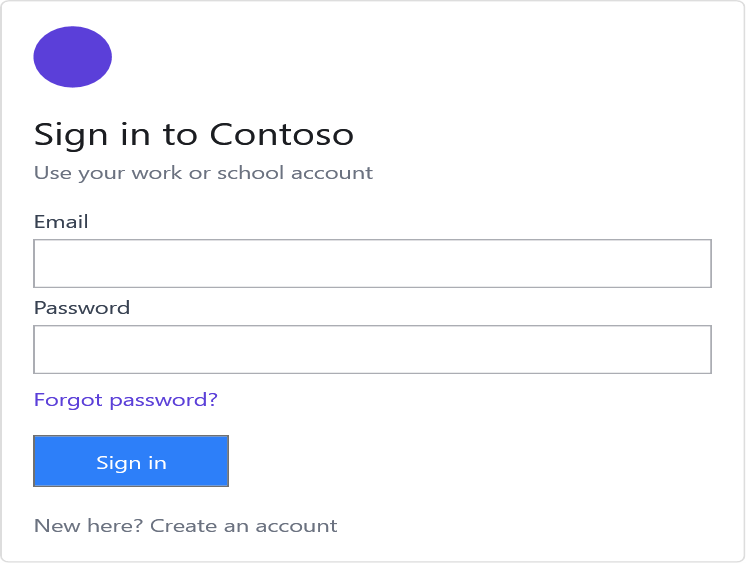 Sign in to Contoso
Use your work or school account
Email
Password
Forgot password?
Sign in
New here? Create an account